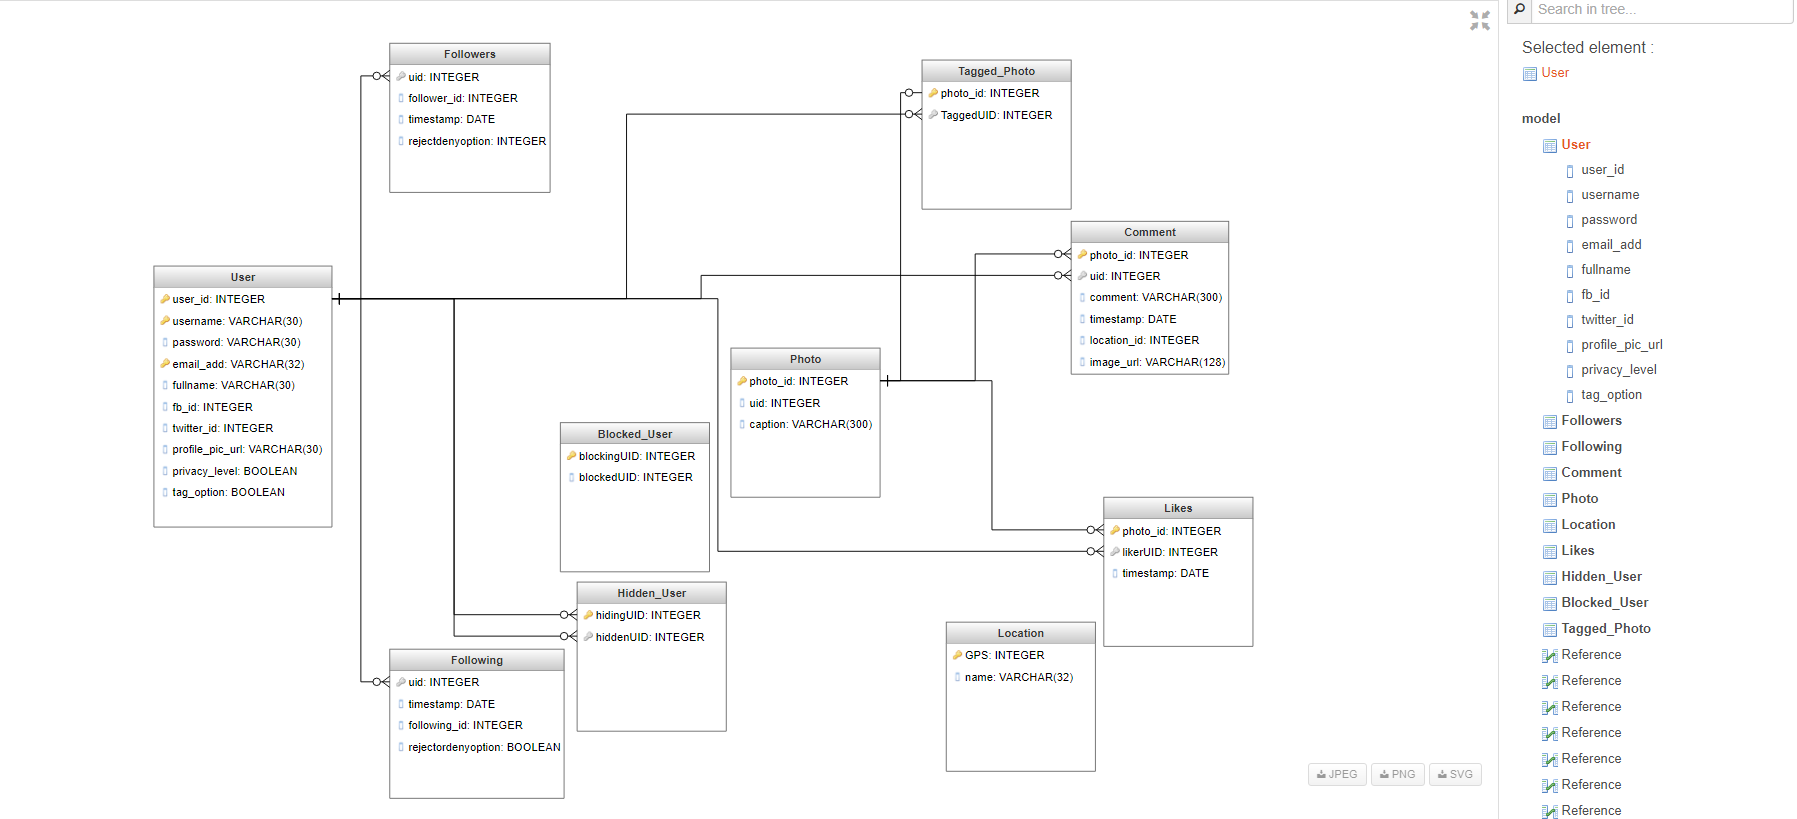 Followers
uid: INTEGER
follower_id: INTEGER
timestamp: DATE
rejectdenyoption: INTEGER
Tagged_Photo
photo_id: INTEGER
TaggedUID: INTEGER
Comment
photo_id: INTEGER
uid: INTEGER
comment: VARCHAR(300)
timestamp: DATE
location_id: INTEGER
image_url: VARCHAR(128)
User
user_id: INTEGER
username: VARCHAR(30)
password: VARCHAR(30)
email_add: VARCHAR(32)
fullname: VARCHAR(30)
fb_id: INTEGER
twitter_id: INTEGER
profile_pic_url: VARCHAR(30)
privacy_level: BOOLEAN
tag_option: BOOLEAN
Photo
photo_id: INTEGER
uid: INTEGER
caption: VARCHAR(300)
Blocked_User
blockingUID: INTEGER
blockedUID: INTEGER
Likes
photo_id: INTEGER
likerUID: INTEGER
timestamp: DATE
Hidden_User
hidingUID: INTEGER
hiddenUID: INTEGER
Location
GPS: INTEGER
name: VARCHAR(32)
Following
uid: INTEGER
timestamp: DATE
following_id: INTEGER
rejectordenyoption: BOOLEAN
JPEG
PNG
SVG
Search in tree...
Selected element :
User
model
User
user_id
username
password
email_add
fullname
fb_id
twitter_id
profile_pic_url
privacy_level
tag_option
Followers
Following
Comment
Photo
Location
Likes
Hidden_User
Blocked_User
Tagged_Photo
Reference
Reference
Reference
Reference
Reference
Reference
Reference